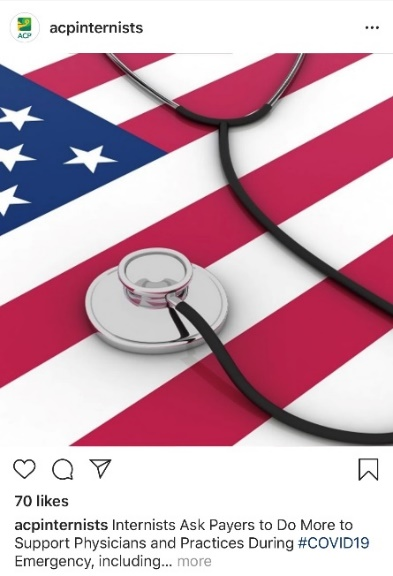 ACP
acpinternists
70 likes
acpinternists Internists Ask Payers to Do More to
Support Physicians and Practices During #COVID19
Emergency, including... more